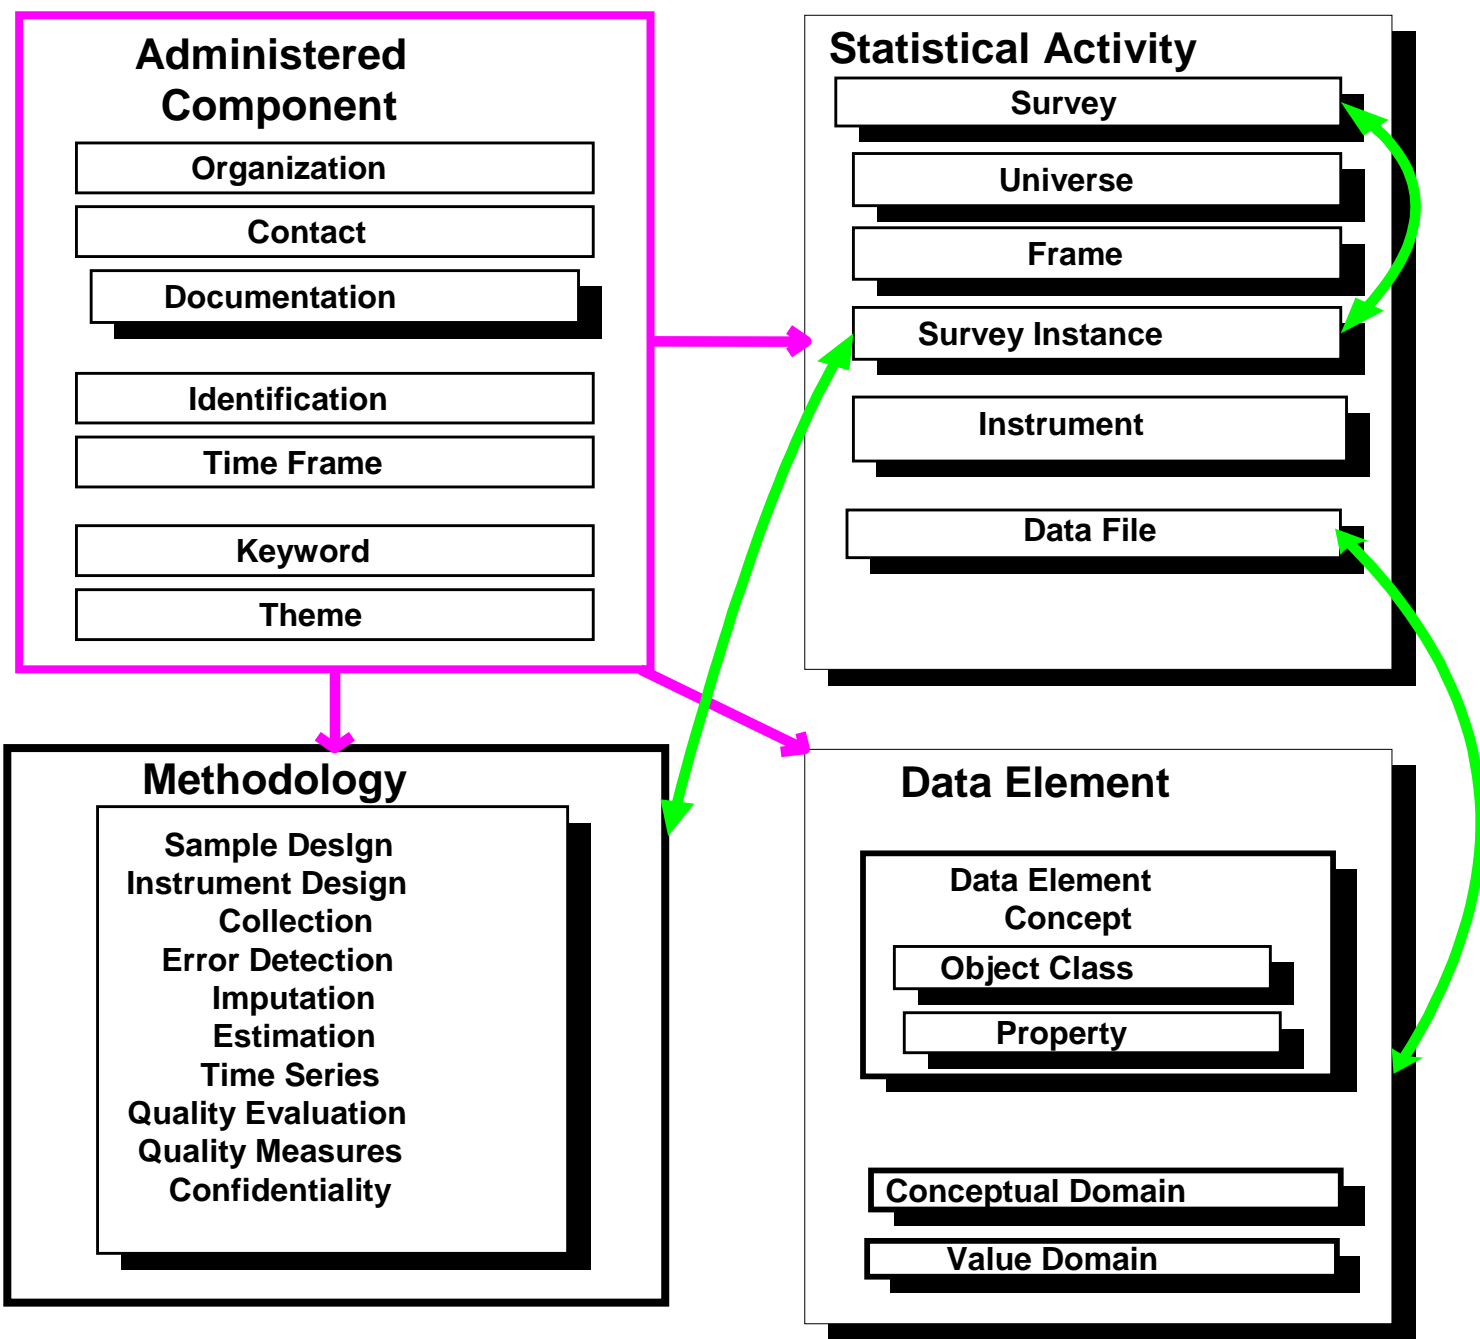 Administered
Component
Organization
Contact
Documentation
Identification
Time Frame
Keyword
Theme
Statistical Activity
Survey
Universe
Frame
Survey Instance
Instrument
Data File
Methodology
Sample DesIgn
Instrument Design
Collection
Error Detection
Imputation
Estimation
Time Series
Quality Evaluation
Quality Measures
Confidentiality
Data Element
Data Element
Concept
Object Class
Property
Conceptual Domain
Value Domain